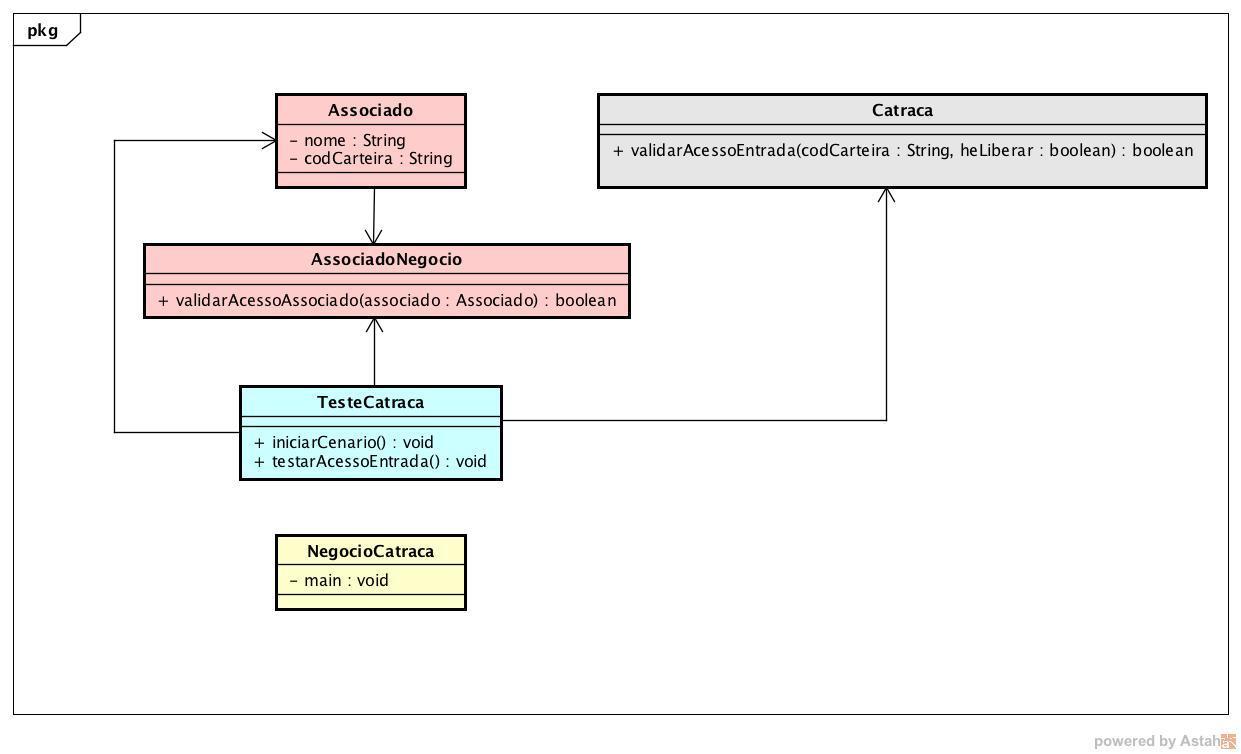 pkg
Associado
- nome : String
- codCarteira : String
Catraca
+ validarAcessoEntrada(codCarteira : String, heLiberar : boolean) : boolean
AssociadoNegocio
+ validarAcessoAssociado(associado : Associado) : boolean
TesteCatraca
+ iniciarCenario() : void
+ testarAcessoEntrada() : void
NegocioCatraca
- main : void
powered by Astah